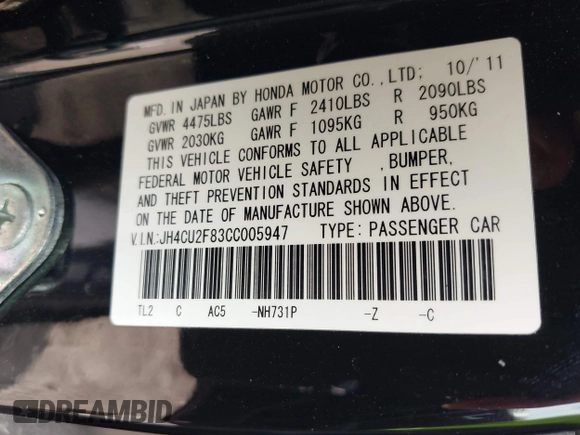 MFD.IN JAPAN BY HONDA MOTOR CO.,LTD; 10/'11
GVWR 4475LBS GAWR F 2410LBS R 2090LBS
GVWR 2030KG GAWR F 1095KG R 950KG
THIS VEHICLE CONFORMS TO ALL APPLICABLE
FEDERAL MOTOR VEHICLE SAFETY ,BUMPER,
AND THEFT PREVENTION STANDARDS IN EFFECT
ON THE DATE OF MANUFACTURE SHOWN ABOVE.
V.I.N.:JH4CU2F83CC005947 TYPE: PASSENGER CAR
TL2 C AC5 -NH731P -Z -C
DREAMBID